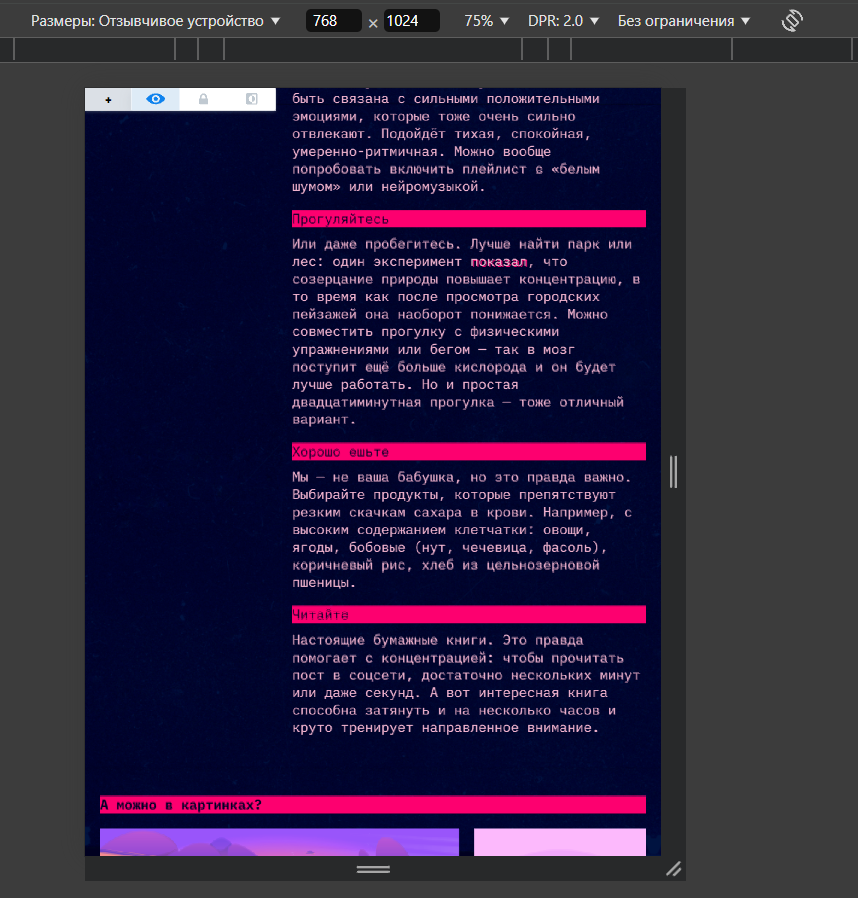 Размеры: Отзывчивое устройство ▼ 768 × 1024 75% ▼ DPR: 2.0 ▼ Без ограничения ▼
+
быть связана с сильными положительными
эмоциями, которые тоже очень сильно
отвлекают. Подойдёт тихая, спокойная,
умеренно-ритмичная. Можно вообще
попробовать включить плейлист с «белым
шумом» или нейромузыкой.
Прогуляйтесь
Или даже пробегитесь. Лучше найти парк или
лес: один эксперимент показал, что
созерцание природы повышает концентрацию, в
то время как после просмотра городских
пейзажей она наоборот понижается. Можно
совместить прогулку с физическими
упражнениями или бегом — так в мозг
поступит ещё больше кислорода и он будет
лучше работать. Но и простая
двадцатиминутная прогулка — тоже отличный
вариант.
Хорошо ешьте
Мы — не ваша бабушка, но это правда важно.
Выбирайте продукты, которые препятствуют
резким скачкам сахара в крови. Например, с
высоким содержанием клетчатки: овощи,
ягоды, бобовые (нут, чечевица, фасоль),
коричневый рис, хлеб из цельнозерновой
пшеницы.
Читайте
Настоящие бумажные книги. Это правда
помогает с концентрацией: чтобы прочитать
пост в соцсети, достаточно нескольких минут
или даже секунд. А вот интересная книга
способна затянуть и на несколько часов и
круто тренирует направленное внимание.
А можно в картинках?